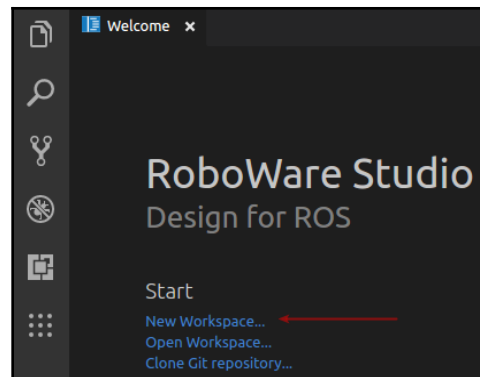 Welcome
RoboWare Studio
Design for ROS
Start
New Workspace...
Open Workspace...
Clone Git repository...